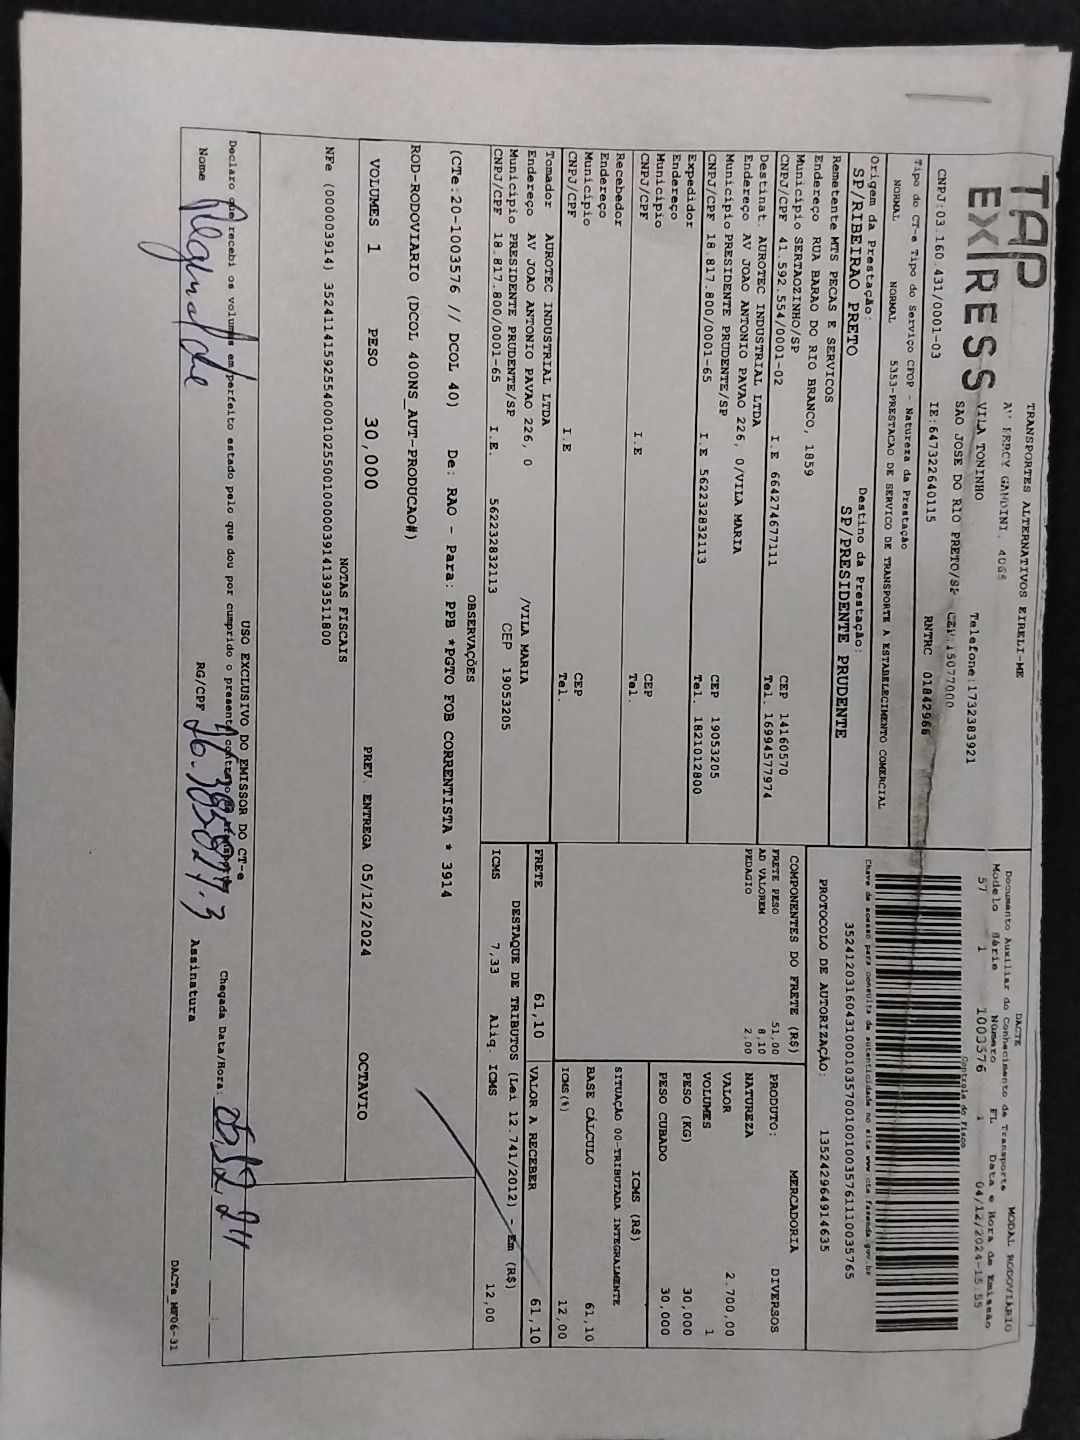 TAP
EXPRESS
TRANSPORTES ALTERNATIVOS EIRELI-ME
AV PERCY GANDINI, 4065
VILA TONINHO Telefone:1732383921
SAO JOSE DO RIO PRETO/SP CEP:15077000
CNPJ:03.160.431/0001-03 IE:647322640115 RNTRC 01842966
DACTE MODAL RODOVIÁRIO
Documento Auxiliar do Conhecimento de Transporte
Modelo Série Número FL Data e Hora de Emissão
57 1 1003576 1 04/12/2024-15:55
Controle do Fisco
Tipo do CT-e Tipo do Serviço CFOP - Natureza da Prestação
NORMAL NORMAL 5353-PRESTACAO DE SERVICO DE TRANSPORTE A ESTABELECIMENTO COMERCIAL
Chave de acesso para consulta de autenticidade no site www.cte.fazenda.gov.br
Origem da Prestação: Destino da Prestação:
SP/RIBEIRAO PRETO SP/PRESIDENTE PRUDENTE
PROTOCOLO DE AUTORIZAÇÃO: 135242964914635
Remetente MTS PECAS E SERVICOS
Endereço RUA BARAO DO RIO BRANCO, 1859
Município SERTAOZINHO/SP CEP 14160570
CNPJ/CPF 41.592.554/0001-02 I.E 664274677111 Tel. 16994577974
Destinat. AUROTEC INDUSTRIAL LTDA
Endereço AV JOAO ANTONIO PAVAO 226, 0/VILA MARIA
Município PRESIDENTE PRUDENTE/SP CEP 19053205
CNPJ/CPF 18.817.800/0001-65 I.E 562232832113 Tel. 1821012800
Expedidor
Endereço
Município CEP
CNPJ/CPF I.E Tel.
Recebedor
Endereço
Município CEP
CNPJ/CPF I.E Tel.
COMPONENTES DO FRETE (R$)
FRETE PESO 51,00
AD VALOREM 8,10
PEDAGIO 2,00
MERCADORIA
PRODUTO: DIVERSOS
NATUREZA
VALOR 2.700,00
VOLUMES 1
PESO (KG) 30,000
PESO CUBADO 30,000
ICMS (R$)
SITUAÇÃO 00-TRIBUTADA INTEGRALMENTE
BASE CÁLCULO 61,10
ICMS(%) 12,00
Tomador AUROTEC INDUSTRIAL LTDA
Endereço AV JOAO ANTONIO PAVAO 226, 0 /VILA MARIA
Município PRESIDENTE PRUDENTE/SP CEP 19053205
CNPJ/CPF 18.817.800/0001-65 I.E. 562232832113
FRETE 61,10 VALOR A RECEBER 61,10
DESTAQUE DE TRIBUTOS (Lei 12.741/2012) - Em (R$)
ICMS 7,33 Aliq. ICMS 12,00
OBSERVAÇÕES
(CTe:20-1003576 // DCOL 40) De: RAO - Para: PPB *PGTO FOB CORRENTISTA * 3914
ROD-RODOVIARIO (DCOL 400NS_AUT-PRODUCAO#)
VOLUMES 1 PESO 30,000 PREV. ENTREGA 05/12/2024 OCTAVIO
NOTAS FISCAIS
USO EXCLUSIVO DO EMISSOR DO CT-e
Declaro que recebi os volumes em perfeito estado pelo que dou por cumprido o presente contrato de transporte
Chegada Data/Hora: 05/12/24
Nome RG/CPF Assinatura
DACTe_MF06-31